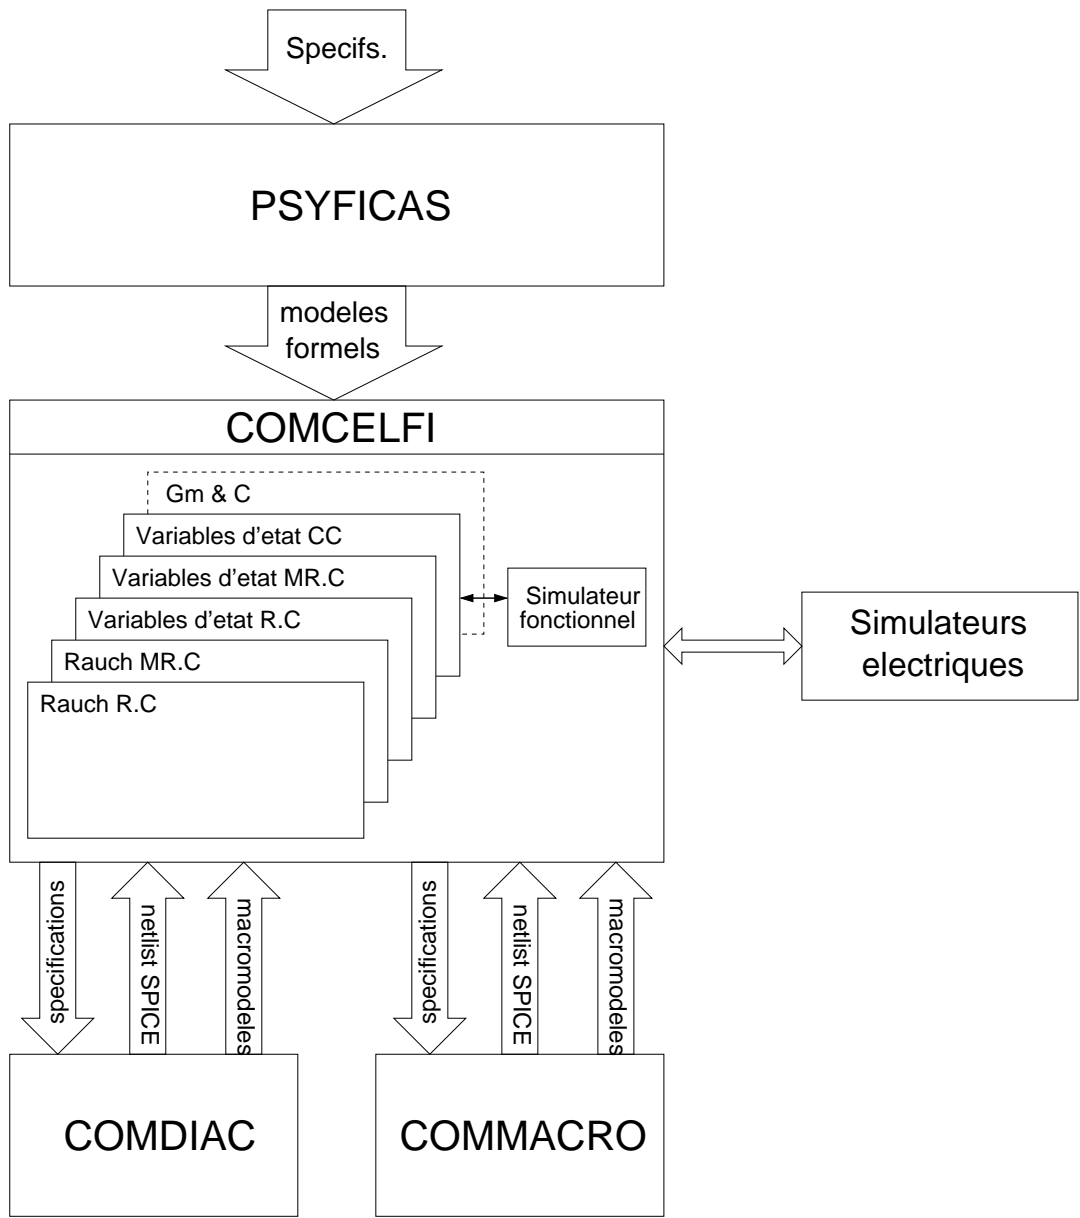 Specifs.
PSYFICAS
modeles
formels
COMCELFI
Gm & C
Variables d'etat CC
Variables d'etat MR.C
Variables d'etat R.C
Rauch MR.C
Rauch R.C
Simulateur
fonctionnel
Simulateurs
electriques
specifications
netlist SPICE
macromodeles
specifications
netlist SPICE
macromodeles
COMDIAC
COMMACRO